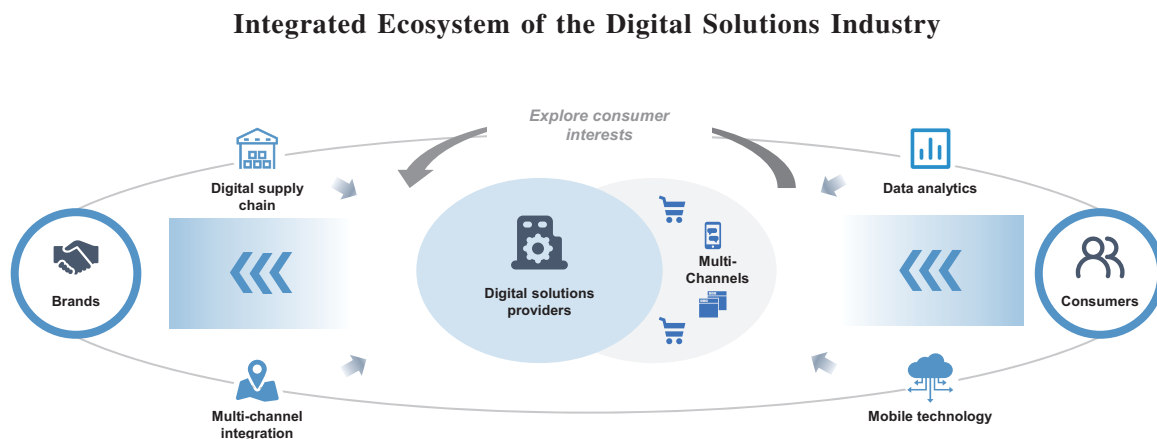 Integrated Ecosystem of the Digital Solutions Industry
Explore consumer
interests
Digital supply
chain
Data analytics
Brands
Digital solutions
providers
Multi-
Channels
Consumers
Multi-channel
integration
Mobile technology